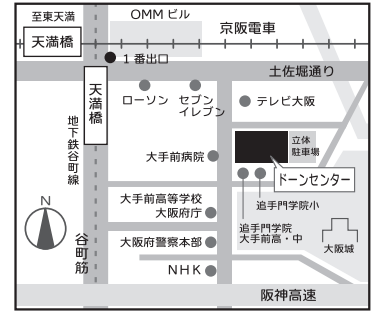 至東天満
OMM ビル
京阪電車
天満橋
1 番出口
土佐堀通り
天満橋
ローソン
セブン
イレブン
テレビ大阪
地下鉄谷町線
立体
駐車場
大手前病院
ドーンセンター
追手門学院小
大手前高等学校
大阪府庁
追手門学院
大手前高・中
N
谷町筋
大阪府警察本部
大阪城
NHK
阪神高速